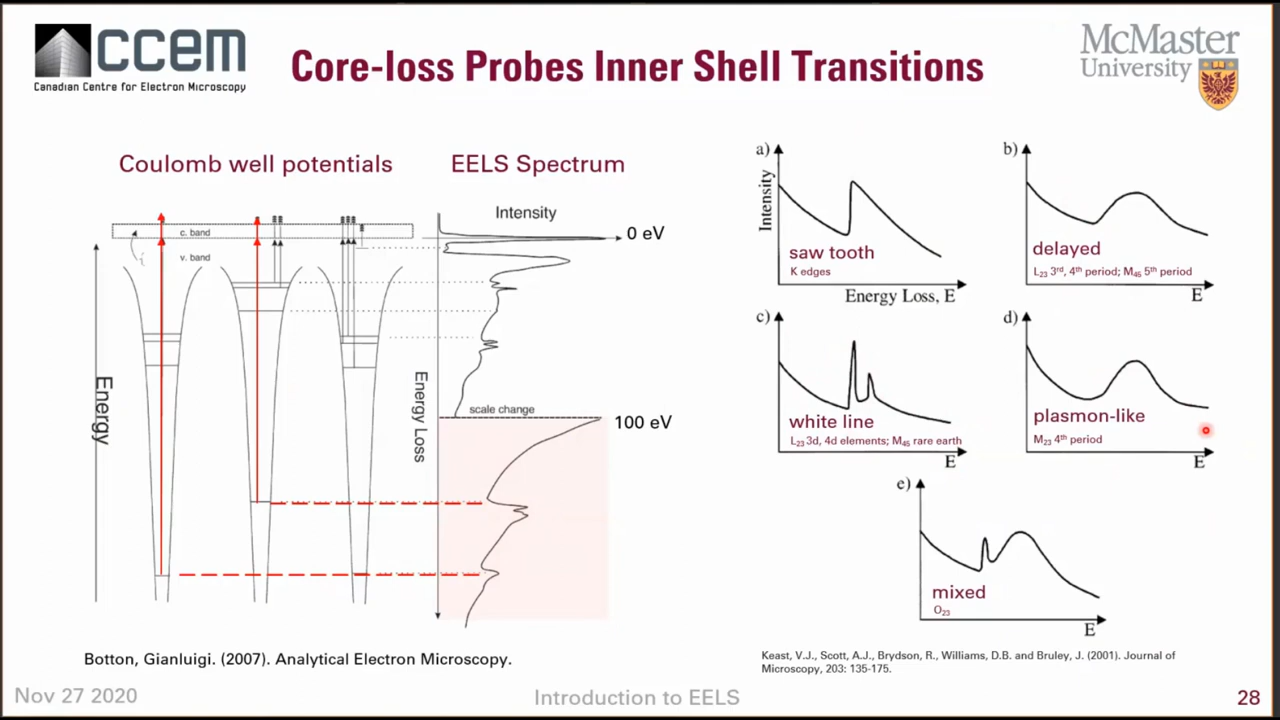 ccem
Canadian Centre for Electron Microscopy
Core-loss Probes Inner Shell Transitions
McMaster
University
Coulomb well potentials
EELS Spectrum
c. band
v. band
Energy
Intensity
0 eV
Energy Loss
scale change
100 eV
a)
Intensity
saw tooth
K edges
Energy Loss, E
b)
delayed
L23 3rd, 4th period; M45 5th period
E
c)
white line
L23 3d, 4d elements; M45 rare earth
E
d)
plasmon-like
M23 4th period
E
e)
mixed
O23
E
Botton, Gianluigi. (2007). Analytical Electron Microscopy.
Keast, V.J., Scott, A.J., Brydson, R., Williams, D.B. and Bruley, J. (2001). Journal of
Microscopy, 203: 135-175.
Nov 27 2020
Introduction to EELS
28